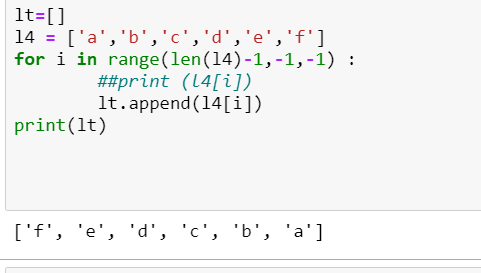 lt=[]
l4 = ['a','b','c','d','e','f']
for i in range(len(l4)-1,-1,-1) :
        ##print (l4[i])
        lt.append(l4[i])
print(lt)
['f', 'e', 'd', 'c', 'b', 'a']